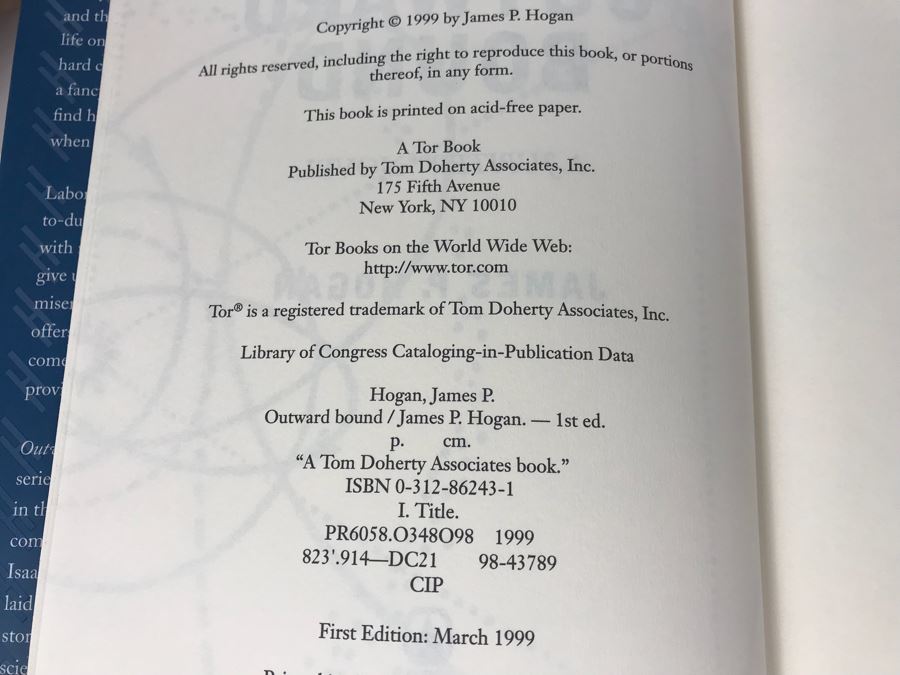 and th
life on
hard c
a fanc
find h
when
Labor
to-du
with
give u
miser
offer
come
provi
Outw
serie
in th
com
Isaa
laid
stor
scie
Copyright © 1999 by James P. Hogan
All rights reserved, including the right to reproduce this book, or portions
thereof, in any form.
This book is printed on acid-free paper.
A Tor Book
Published by Tom Doherty Associates, Inc.
175 Fifth Avenue
New York, NY 10010
Tor Books on the World Wide Web:
http://www.tor.com
Tor® is a registered trademark of Tom Doherty Associates, Inc.
Library of Congress Cataloging-in-Publication Data
Hogan, James P.
Outward bound / James P. Hogan. — 1st ed.
p. cm.
“A Tom Doherty Associates book.”
ISBN 0-312-86243-1
I. Title.
PR6058.O348O98 1999
823'.914—DC21 98-43789
CIP
First Edition: March 1999